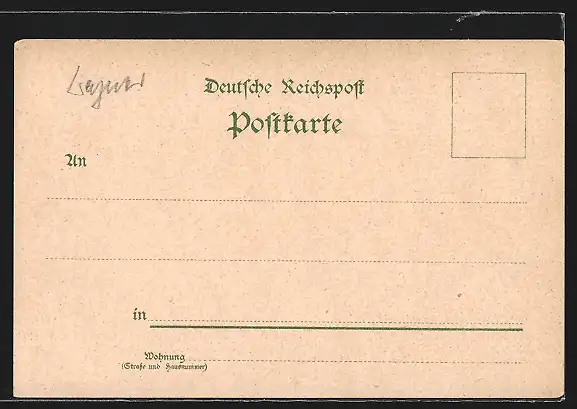 Deutsche Reichspost
Postkarte
An
in
Wohnung
(Straße und Hausnummer)